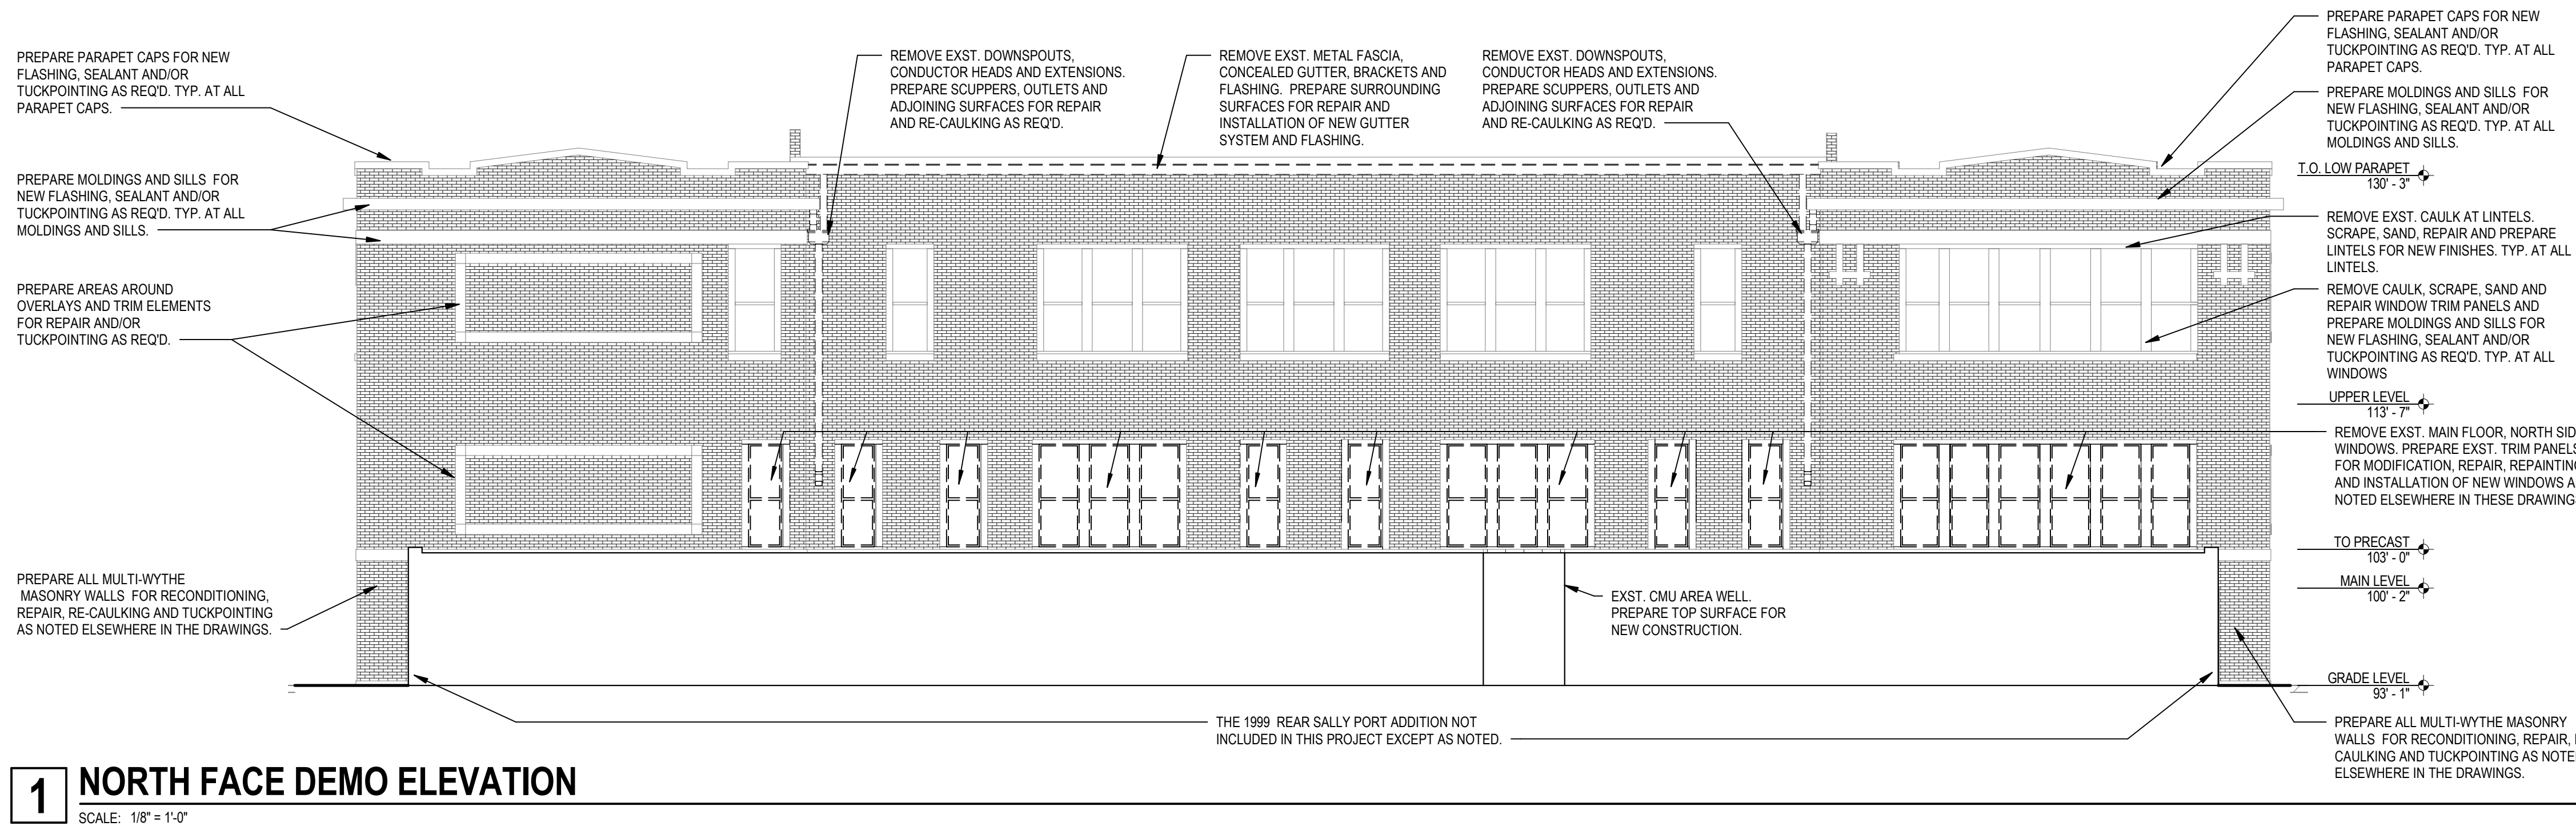 PREPARE PARAPET CAPS FOR NEW
FLASHING, SEALANT AND/OR
TUCKPOINTING AS REQ'D. TYP. AT ALL
PARAPET CAPS.
PREPARE MOLDINGS AND SILLS FOR
NEW FLASHING, SEALANT AND/OR
TUCKPOINTING AS REQ'D. TYP. AT ALL
MOLDINGS AND SILLS.
PREPARE AREAS AROUND
OVERLAYS AND TRIM ELEMENTS
FOR REPAIR AND/OR
TUCKPOINTING AS REQ'D.
PREPARE ALL MULTI-WYTHE
MASONRY WALLS FOR RECONDITIONING,
REPAIR, RE-CAULKING AND TUCKPOINTING
AS NOTED ELSEWHERE IN THE DRAWINGS.
REMOVE EXST. DOWNSPOUTS,
CONDUCTOR HEADS AND EXTENSIONS.
PREPARE SCUPPERS, OUTLETS AND
ADJOINING SURFACES FOR REPAIR
AND RE-CAULKING AS REQ'D.
REMOVE EXST. METAL FASCIA,
CONCEALED GUTTER, BRACKETS AND
FLASHING. PREPARE SURROUNDING
SURFACES FOR REPAIR AND
INSTALLATION OF NEW GUTTER
SYSTEM AND FLASHING.
REMOVE EXST. DOWNSPOUTS,
CONDUCTOR HEADS AND EXTENSIONS.
PREPARE SCUPPERS, OUTLETS AND
ADJOINING SURFACES FOR REPAIR
AND RE-CAULKING AS REQ'D.
PREPARE PARAPET CAPS FOR NEW
FLASHING, SEALANT AND/OR
TUCKPOINTING AS REQ'D. TYP. AT ALL
PARAPET CAPS.
PREPARE MOLDINGS AND SILLS FOR
NEW FLASHING, SEALANT AND/OR
TUCKPOINTING AS REQ'D. TYP. AT ALL
MOLDINGS AND SILLS.
T.O. LOW PARAPET
130' - 3"
REMOVE EXST. CAULK AT LINTELS.
SCRAPE, SAND, REPAIR AND PREPARE
LINTELS FOR NEW FINISHES. TYP. AT ALL
LINTELS.
REMOVE CAULK, SCRAPE, SAND AND
REPAIR WINDOW TRIM PANELS AND
PREPARE MOLDINGS AND SILLS FOR
NEW FLASHING, SEALANT AND/OR
TUCKPOINTING AS REQ'D. TYP. AT ALL
WINDOWS
UPPER LEVEL
113' - 7"
REMOVE EXST. MAIN FLOOR, NORTH SID
WINDOWS. PREPARE EXST. TRIM PANELS
FOR MODIFICATION, REPAIR, REPAINTING
AND INSTALLATION OF NEW WINDOWS A
NOTED ELSEWHERE IN THESE DRAWING
TO PRECAST
103' - 0"
MAIN LEVEL
100' - 2"
EXST. CMU AREA WELL.
PREPARE TOP SURFACE FOR
NEW CONSTRUCTION.
GRADE LEVEL
93' - 1"
THE 1999 REAR SALLY PORT ADDITION NOT
INCLUDED IN THIS PROJECT EXCEPT AS NOTED.
PREPARE ALL MULTI-WYTHE MASONRY
WALLS FOR RECONDITIONING, REPAIR,
CAULKING AND TUCKPOINTING AS NOTE
ELSEWHERE IN THE DRAWINGS.
1
NORTH FACE DEMO ELEVATION
SCALE: 1/8" = 1'-0"